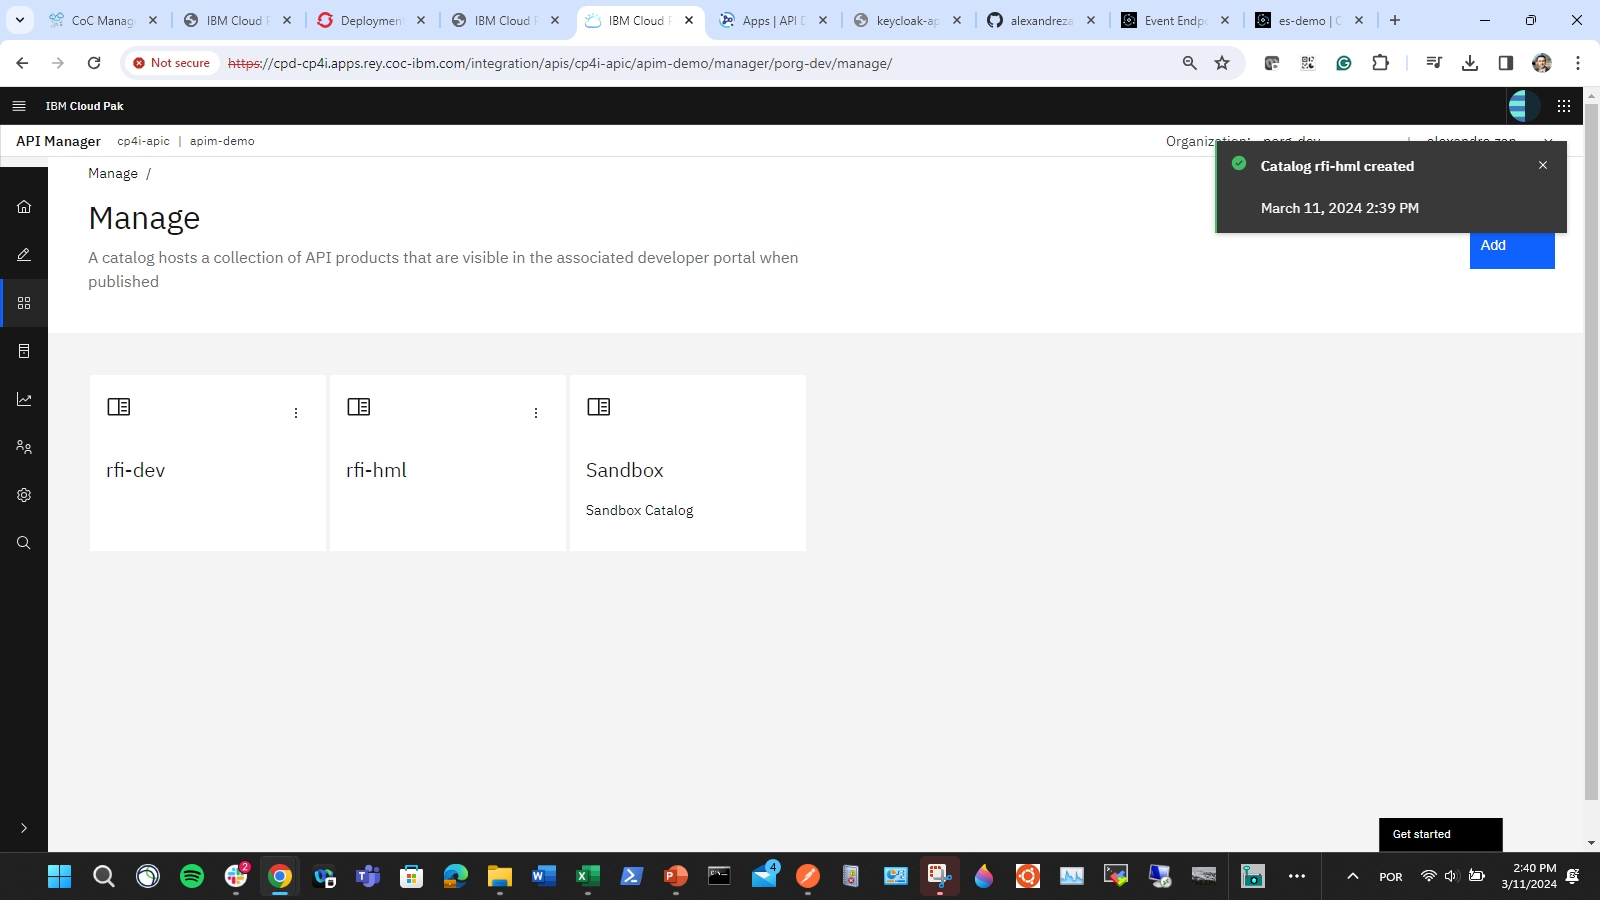 CoC Manag
IBM Cloud P
Deploymen
IBM Cloud P
IBM Cloud P
Apps | API D
keycloak-ap
alexandreza
Event Endp
es-demo | C
Not secure
https://cpd-cp4i.apps.rey.coc-ibm.com/integration/apis/cp4i-apic/apim-demo/manager/porg-dev/manage/
IBM Cloud Pak
API Manager cp4i-apic | apim-demo
Organization: porg-dev
alexandre.zan
Manage /
Catalog rfi-hml created
March 11, 2024 2:39 PM
Manage
Add
A catalog hosts a collection of API products that are visible in the associated developer portal when
published
rfi-dev
rfi-hml
Sandbox
Sandbox Catalog
Get started
2
4
POR
2:40 PM
3/11/2024